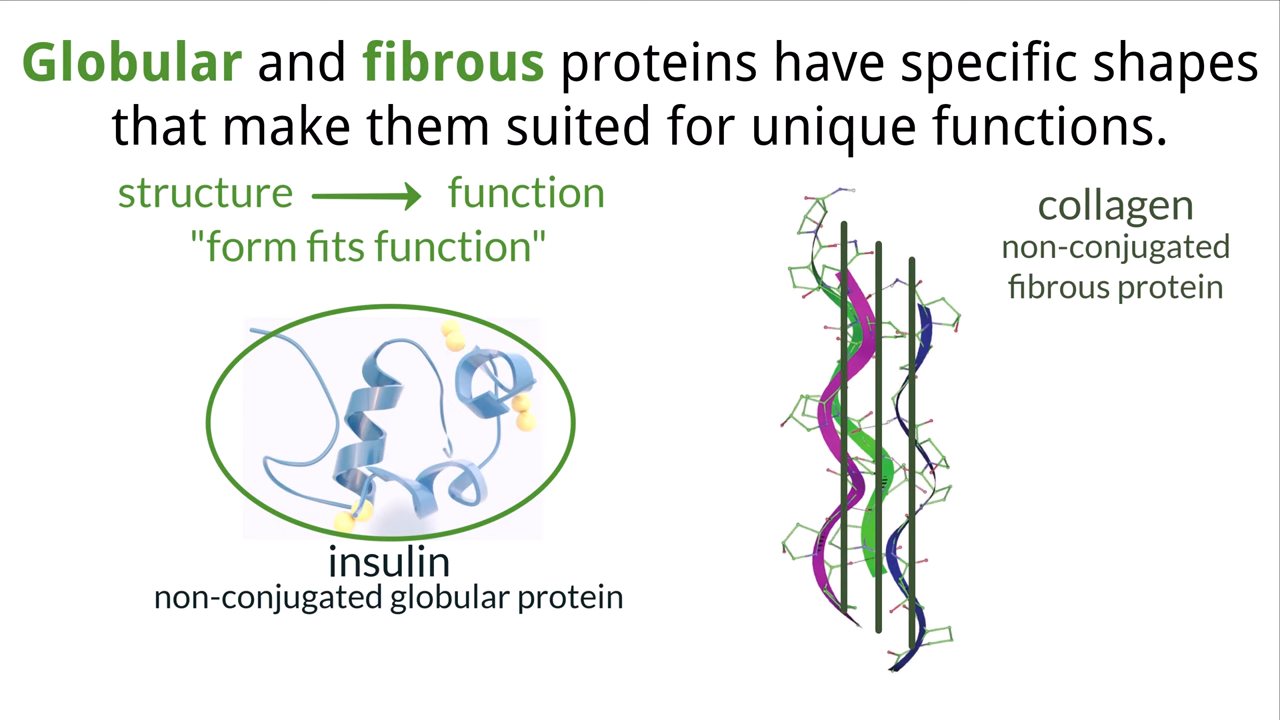 Globular and fibrous proteins have specific shapes
that make them suited for unique functions.
structure → function
"form fits function"
collagen
non-conjugated
fibrous protein
insulin
non-conjugated globular protein